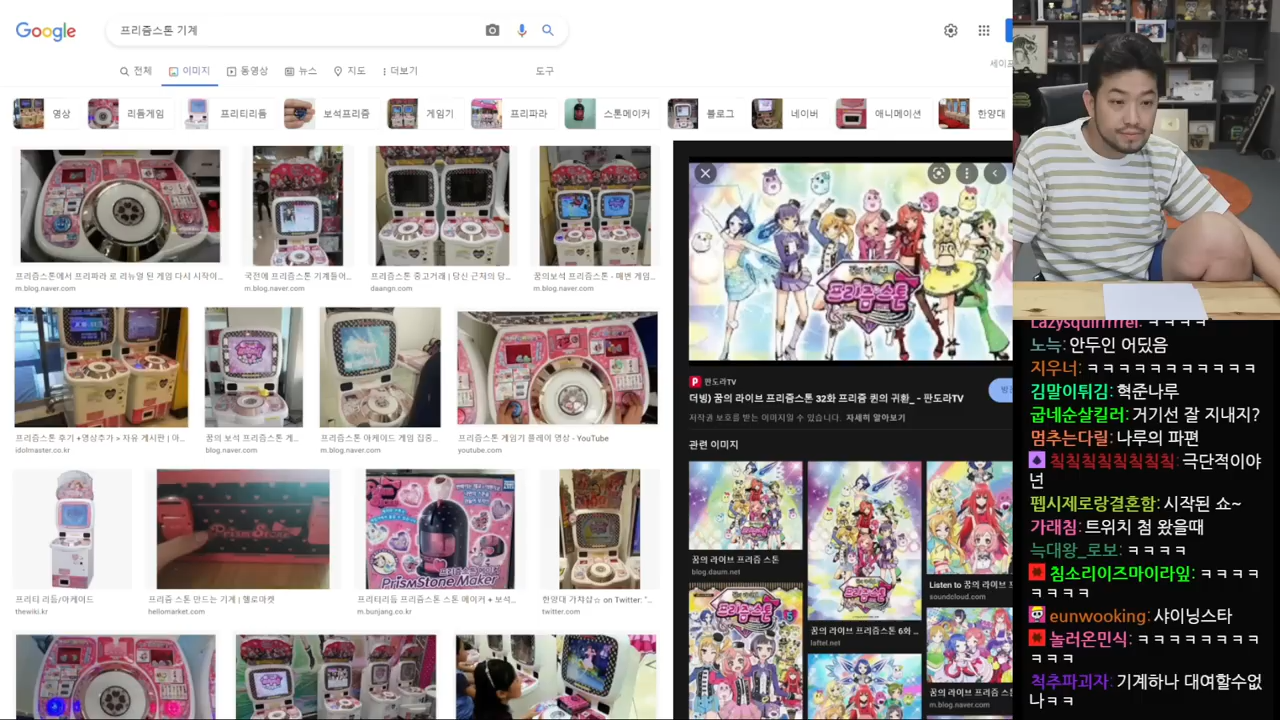 Google
프리즘스톤 기계
전체
이미지
동영상
뉴스
지도
더보기
도구
세이프
영상
리듬게임
프리티리듬
보석프리즘
게임기
프리파라
스톤메이커
블로그
네이버
애니메이션
한양대
프리즘스톤에서 프리파라 로 리뉴얼 된 게임 다시 시작이...
m.blog.naver.com
국전에 프리즘스톤 기계들어...
m.blog.naver.com
프리즘스톤 중고거래 | 당신 근처의 당...
daangn.com
꿈의보석 프리즘스톤 - 매번 게임...
m.blog.naver.com
프리즘스톤
판도라TV
더빙) 꿈의 라이브 프리즘스톤 32화 프리즘 퀸의 귀환_ - 판도라TV
저작권 보호를 받는 이미지일 수 있습니다. 자세히 알아보기
관련 이미지
프리즘스톤 후기 +영상추가 > 자유 게시판 | 아...
idolmaster.co.kr
꿈의 보석 프리즘스톤 게...
blog.naver.com
프리즘스톤 아케이드 게임 집중...
m.blog.naver.com
프리즘스톤 게임기 플레이 영상 - YouTube
youtube.com
프리티 리듬/아케이드
thewiki.kr
프리즘 스톤 만드는 기계 | 헬로마켓
hellomarket.com
PrismStone Maker
프리티리듬 프리즘스톤 스톤 메이커 + 보석...
m.bunjang.co.kr
한양대 가챠샵☆ on Twitter: "...
twitter.com
꿈의 라이브 프리즘 스톤
blog.daum.net
꿈의 라이브 프리즘스톤 6화 ...
laftel.net
Listen to 꿈의 라이브 프
soundcloud.com
꿈의 라이브 프리즘스톤
m.blog.naver.com
Lazysquirrrrrel: ㅋㅋㅋㅋ
노늑: 안두인 어딨음
지우너: ㅋㅋㅋㅋㅋㅋㅋㅋㅋㅋㅋ
김말이튀김: 혁준나루
굽네순살킬러: 거기선 잘 지내지?
멈추는다릴: 나루의 파편
칙칙칙칙칙칙칙칙: 극단적이야
넌
펩시제로랑결혼함: 시작된 쇼~
가래침: 트위치 첨 왔을때
늑대왕_로보: ㅋㅋㅋㅋ
침소리이즈마이라잎: ㅋㅋㅋㅋ
ㅋㅋㅋㅋ
eunwooking: 샤이닝스타
놀러온민식: ㅋㅋㅋㅋㅋㅋㅋㅋ
ㅋㅋㅋ
척추파괴자: 기계하나 대여할수없
나ㅋㅋ